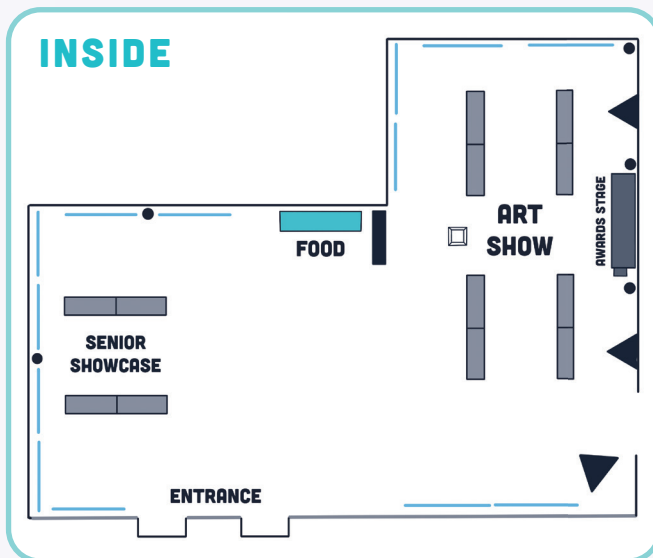 INSIDE
ART
SHOW
AWARDS STAGE
FOOD
SENIOR
SHOWCASE
ENTRANCE